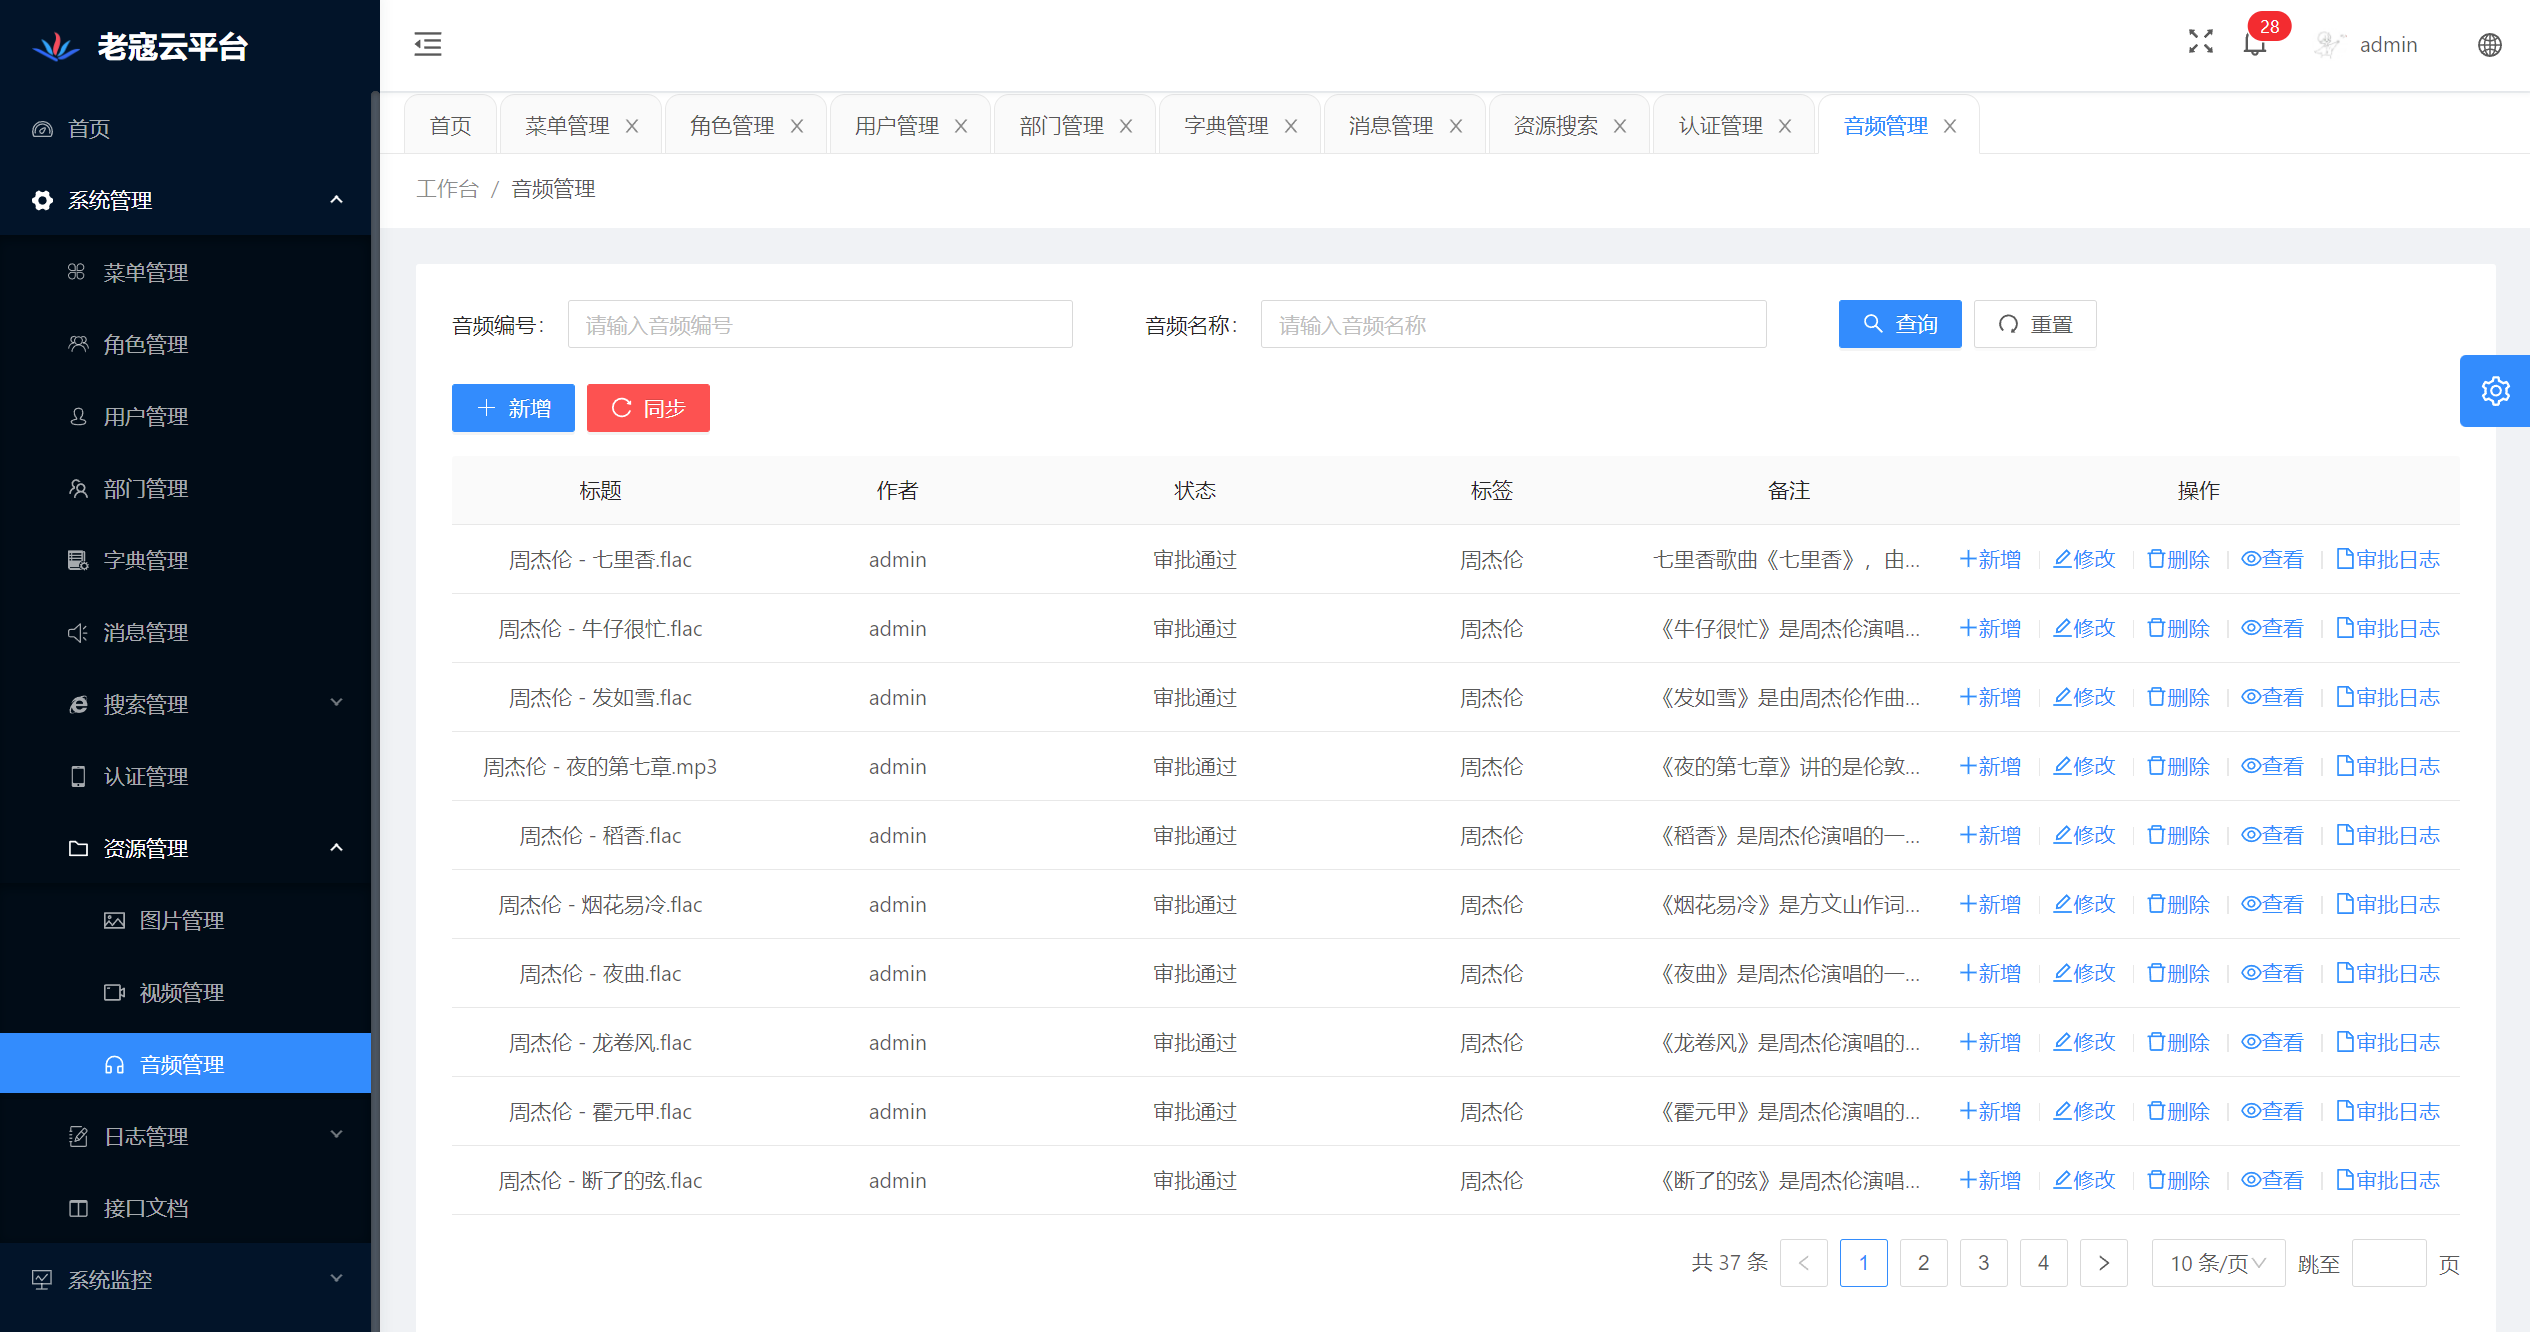 老寇云平台
首页
系统管理
菜单管理
角色管理
用户管理
部门管理
字典管理
消息管理
搜索管理
认证管理
资源管理
图片管理
视频管理
音频管理
日志管理
接口文档
系统监控
28
admin
首页 菜单管理 角色管理 用户管理 部门管理 字典管理 消息管理 资源搜索 认证管理 音频管理
工作台 / 音频管理
音频编号: 请输入音频编号 音频名称: 请输入音频名称 查询 重置
新增 同步
标题 作者 状态 标签 备注 操作
周杰伦 - 七里香.flac admin 审批通过 周杰伦 七里香歌曲《七里香》，由... 新增 修改 删除 查看 审批日志
周杰伦 - 牛仔很忙.flac admin 审批通过 周杰伦 《牛仔很忙》是周杰伦演唱... 新增 修改 删除 查看 审批日志
周杰伦 - 发如雪.flac admin 审批通过 周杰伦 《发如雪》是由周杰伦作曲... 新增 修改 删除 查看 审批日志
周杰伦 - 夜的第七章.mp3 admin 审批通过 周杰伦 《夜的第七章》讲的是伦敦... 新增 修改 删除 查看 审批日志
周杰伦 - 稻香.flac admin 审批通过 周杰伦 《稻香》是周杰伦演唱的一... 新增 修改 删除 查看 审批日志
周杰伦 - 烟花易冷.flac admin 审批通过 周杰伦 《烟花易冷》是方文山作词... 新增 修改 删除 查看 审批日志
周杰伦 - 夜曲.flac admin 审批通过 周杰伦 《夜曲》是周杰伦演唱的一... 新增 修改 删除 查看 审批日志
周杰伦 - 龙卷风.flac admin 审批通过 周杰伦 《龙卷风》是周杰伦演唱的... 新增 修改 删除 查看 审批日志
周杰伦 - 霍元甲.flac admin 审批通过 周杰伦 《霍元甲》是周杰伦演唱的... 新增 修改 删除 查看 审批日志
周杰伦 - 断了的弦.flac admin 审批通过 周杰伦 《断了的弦》是周杰伦演唱... 新增 修改 删除 查看 审批日志
共 37 条 < 1 2 3 4 > 10 条/页 跳至 页